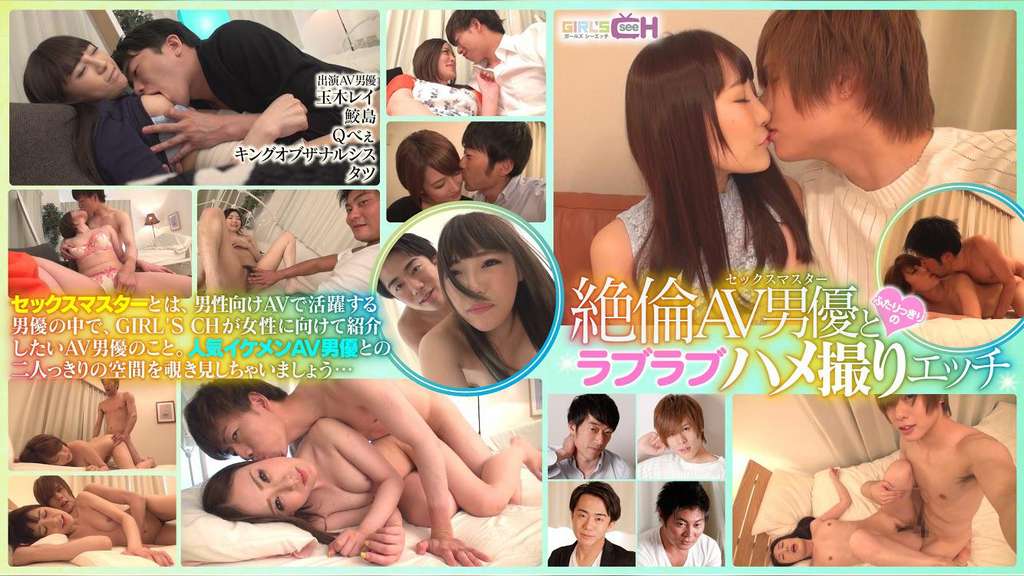 出演AV男優
玉木レイ
鮫島
Qべぇ
キングオブザナルシス
タツ
セックスマスターとは、男性向けAVで活躍する
男優の中で、GIRL'S CHが女性に向けて紹介
したいAV男優のこと。人気イケメンAV男優との
二人っきりの空間を覗き見しちゃいましょう…
GIRL'S CH
see
ガールズ シーエッチ
セックスマスター
絶倫AV男優と
ふたりっきりの
ラブラブハメ撮りエッチ